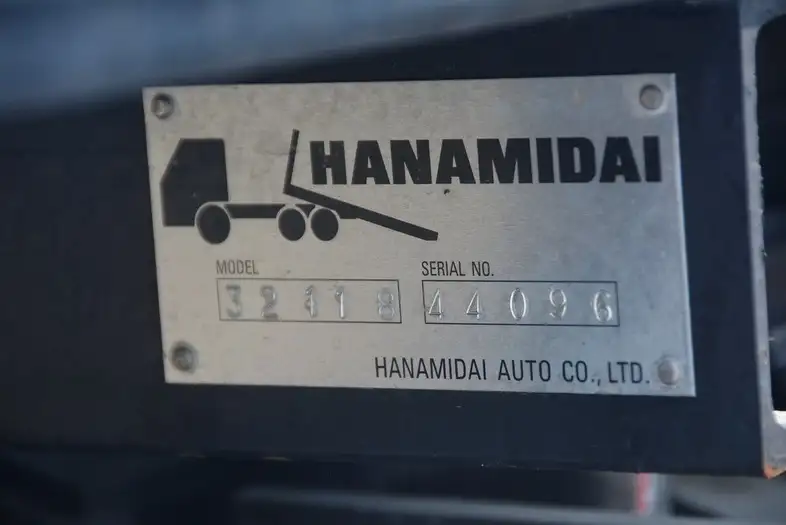 HANAMIDAI
MODEL SERIAL NO.
32118 44096
HANAMIDAI AUTO CO., LTD.